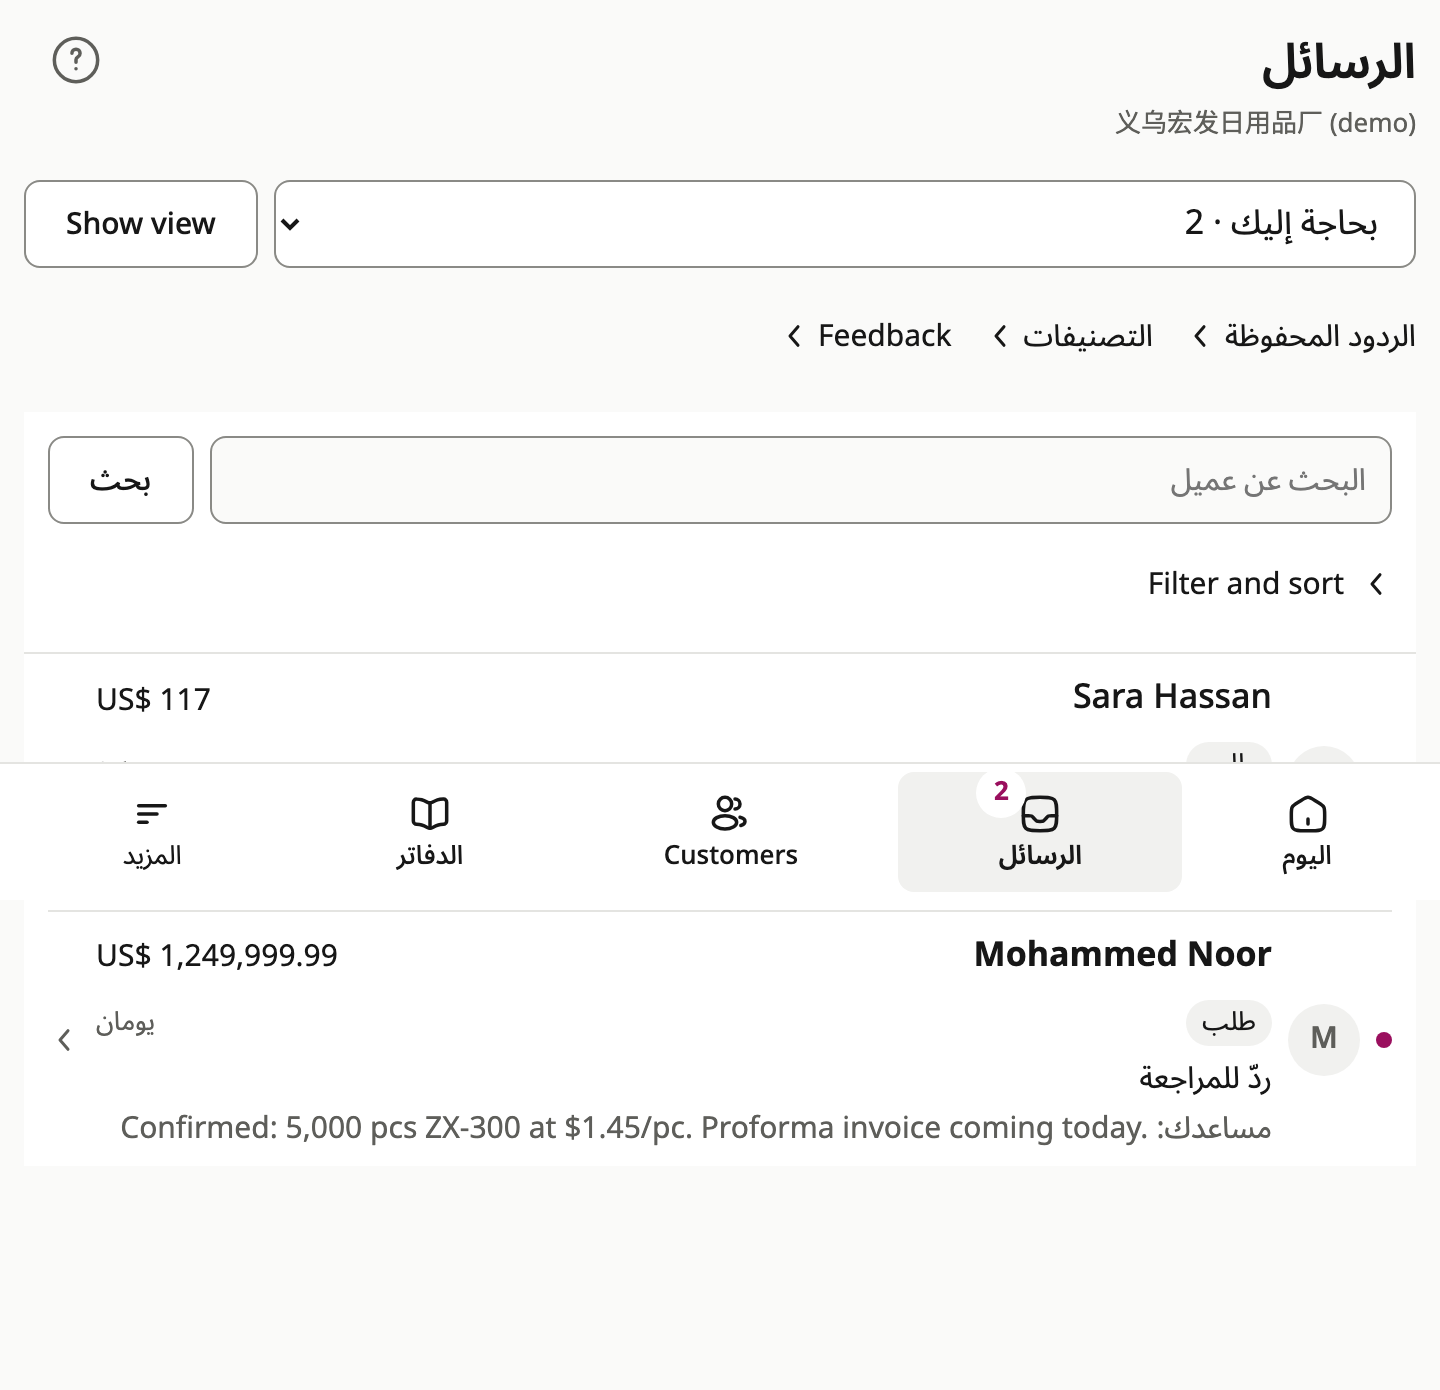 الرسائل
义乌宏发日用品厂 (demo)
بحاجة إليك · 2
Show view
الردود المحفوظة
التصنيفات
Feedback
البحث عن عميل
بحث
Filter and sort
Sara Hassan
US$ 117
اليوم
2
الرسائل
Customers
الدفاتر
المزيد
Mohammed Noor
US$ 1,249,999.99
M
طلب
يومان
ردّ للمراجعة
مساعدك: Confirmed: 5,000 pcs ZX-300 at $1.45/pc. Proforma invoice coming today.